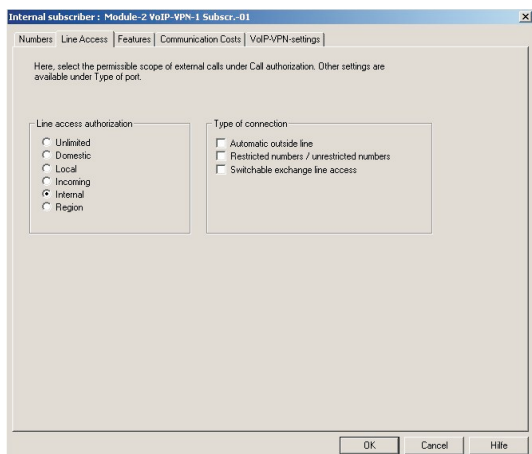 Internal subscriber : Module-2 VoIP-VPN-1 Subscr.-01
Numbers Line Access Features Communication Costs VoIP-VPN-settings
Here, select the permissible scope of external calls under Call authorization. Other settings are
available under Type of port.
Line access authorization
Unlimited
Domestic
Local
Incoming
Internal
Region
Type of connection
Automatic outside line
Restricted numbers / unrestricted numbers
Switchable exchange line access
OK Cancel Hilfe